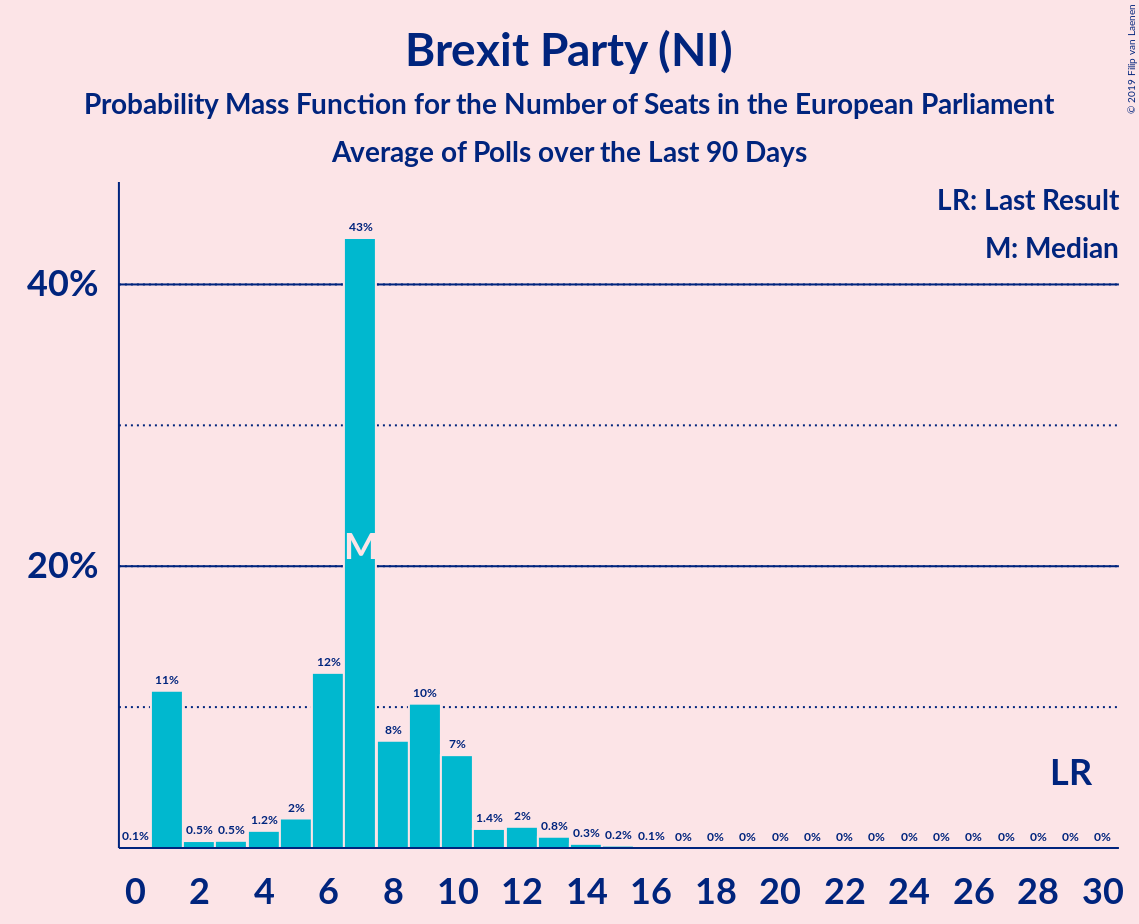 Brexit Party (NI)
Probability Mass Function for the Number of Seats in the European Parliament
Average of Polls over the Last 90 Days
© 2019 Filip van Laenen
LR: Last Result
M: Median
40%
20%
0.1% 11% 0.5% 0.5% 1.2% 2% 12% 43% 8% 10% 7% 1.4% 2% 0.8% 0.3% 0.2% 0.1% 0% 0% 0% 0% 0% 0% 0% 0% 0% 0% 0% 0% 0% 0%
M
LR
0 2 4 6 8 10 12 14 16 18 20 22 24 26 28 30